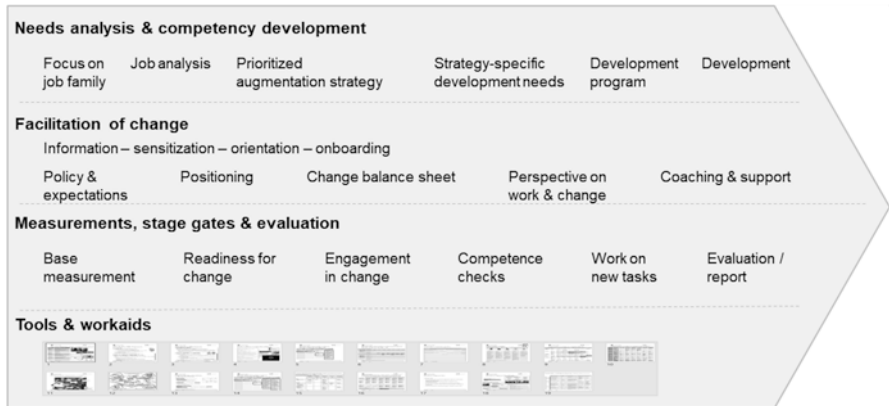 Needs analysis & competency development
Focus on job family
Job analysis
Prioritized augmentation strategy
Strategy-specific development needs
Development program
Development
Facilitation of change
Information – sensitization – orientation – onboarding
Policy & expectations
Positioning
Change balance sheet
Perspective on work & change
Coaching & support
Measurements, stage gates & evaluation
Base measurement
Readiness for change
Engagement in change
Competence checks
Work on new tasks
Evaluation / report
Tools & workaids